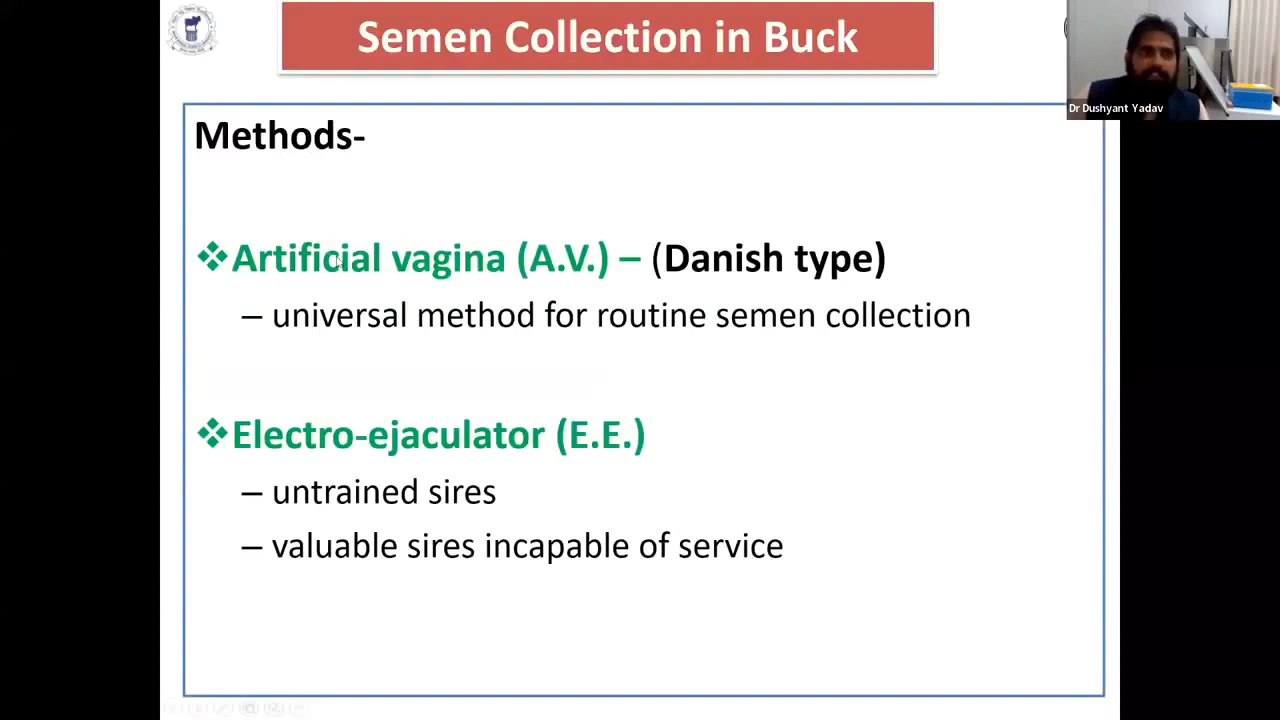 Semen Collection in Buck
Dr Dushyant Yadav
Methods-
❖Artificial vagina (A.V.) – (Danish type)
– universal method for routine semen collection
❖Electro-ejaculator (E.E.)
– untrained sires
– valuable sires incapable of service